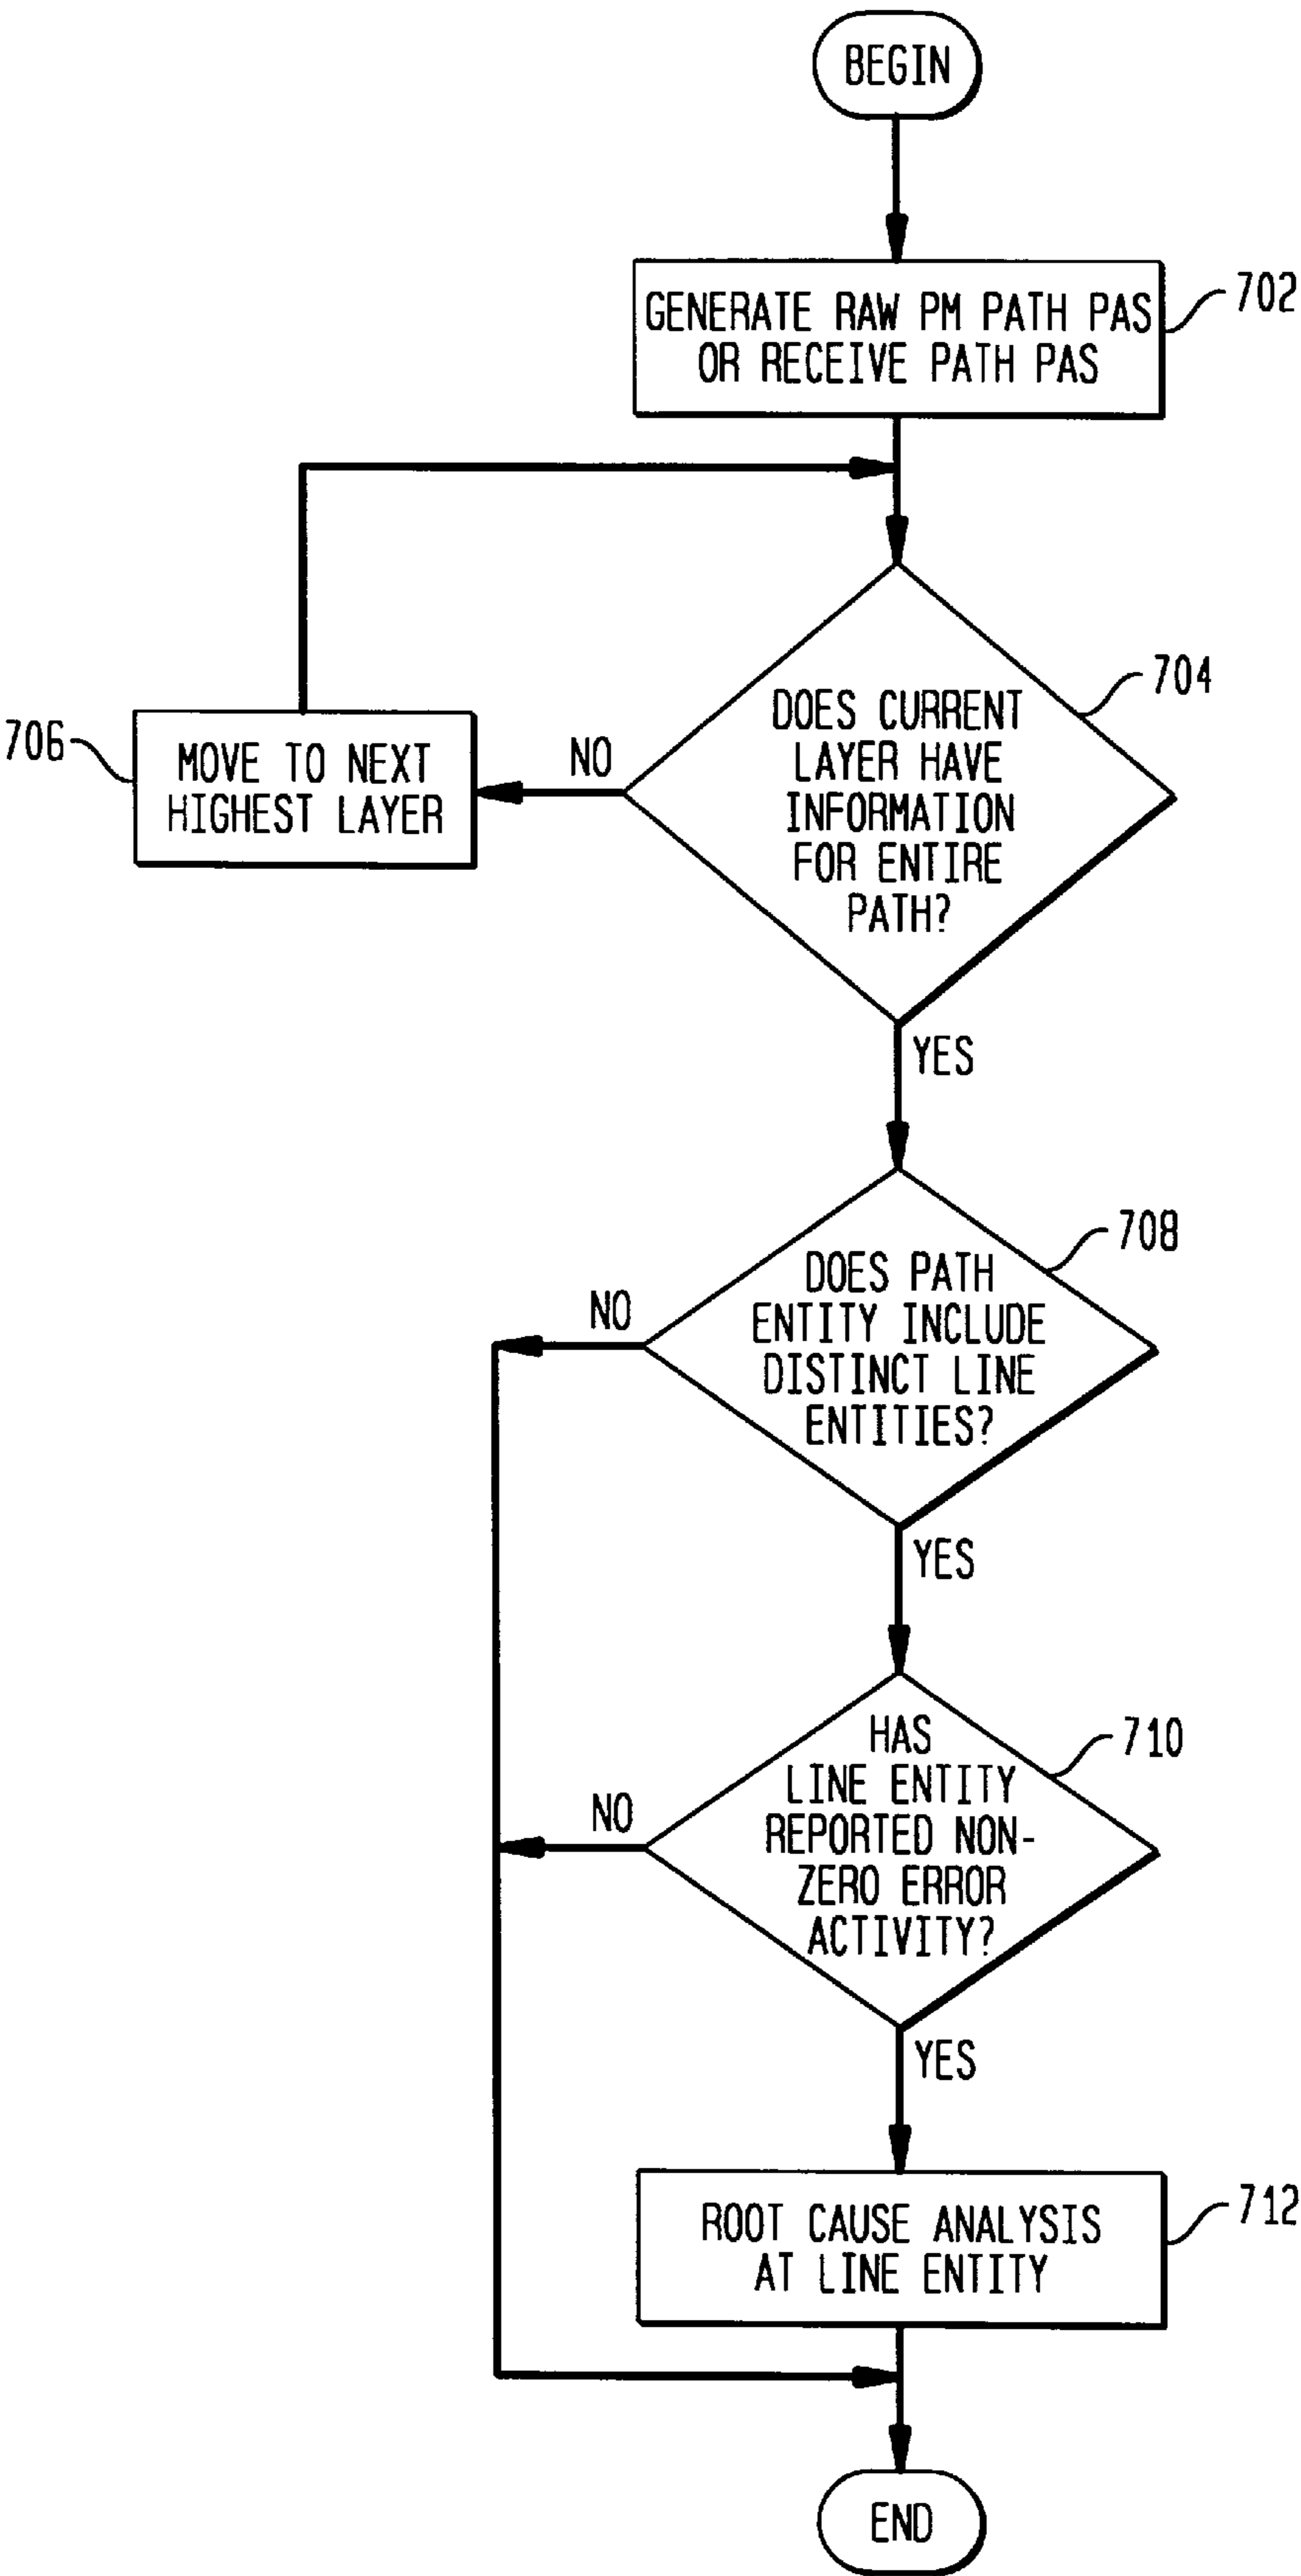 BEGIN
GENERATE RAW PM PATH PAS
OR RECEIVE PATH PAS
702
DOES CURRENT
LAYER HAVE
INFORMATION
FOR ENTIRE
PATH?
704
NO
706
MOVE TO NEXT
HIGHEST LAYER
YES
DOES PATH
ENTITY INCLUDE
DISTINCT LINE
ENTITIES?
708
NO
YES
HAS
LINE ENTITY
REPORTED NON-
ZERO ERROR
ACTIVITY?
710
NO
YES
ROOT CAUSE ANALYSIS
AT LINE ENTITY
712
END